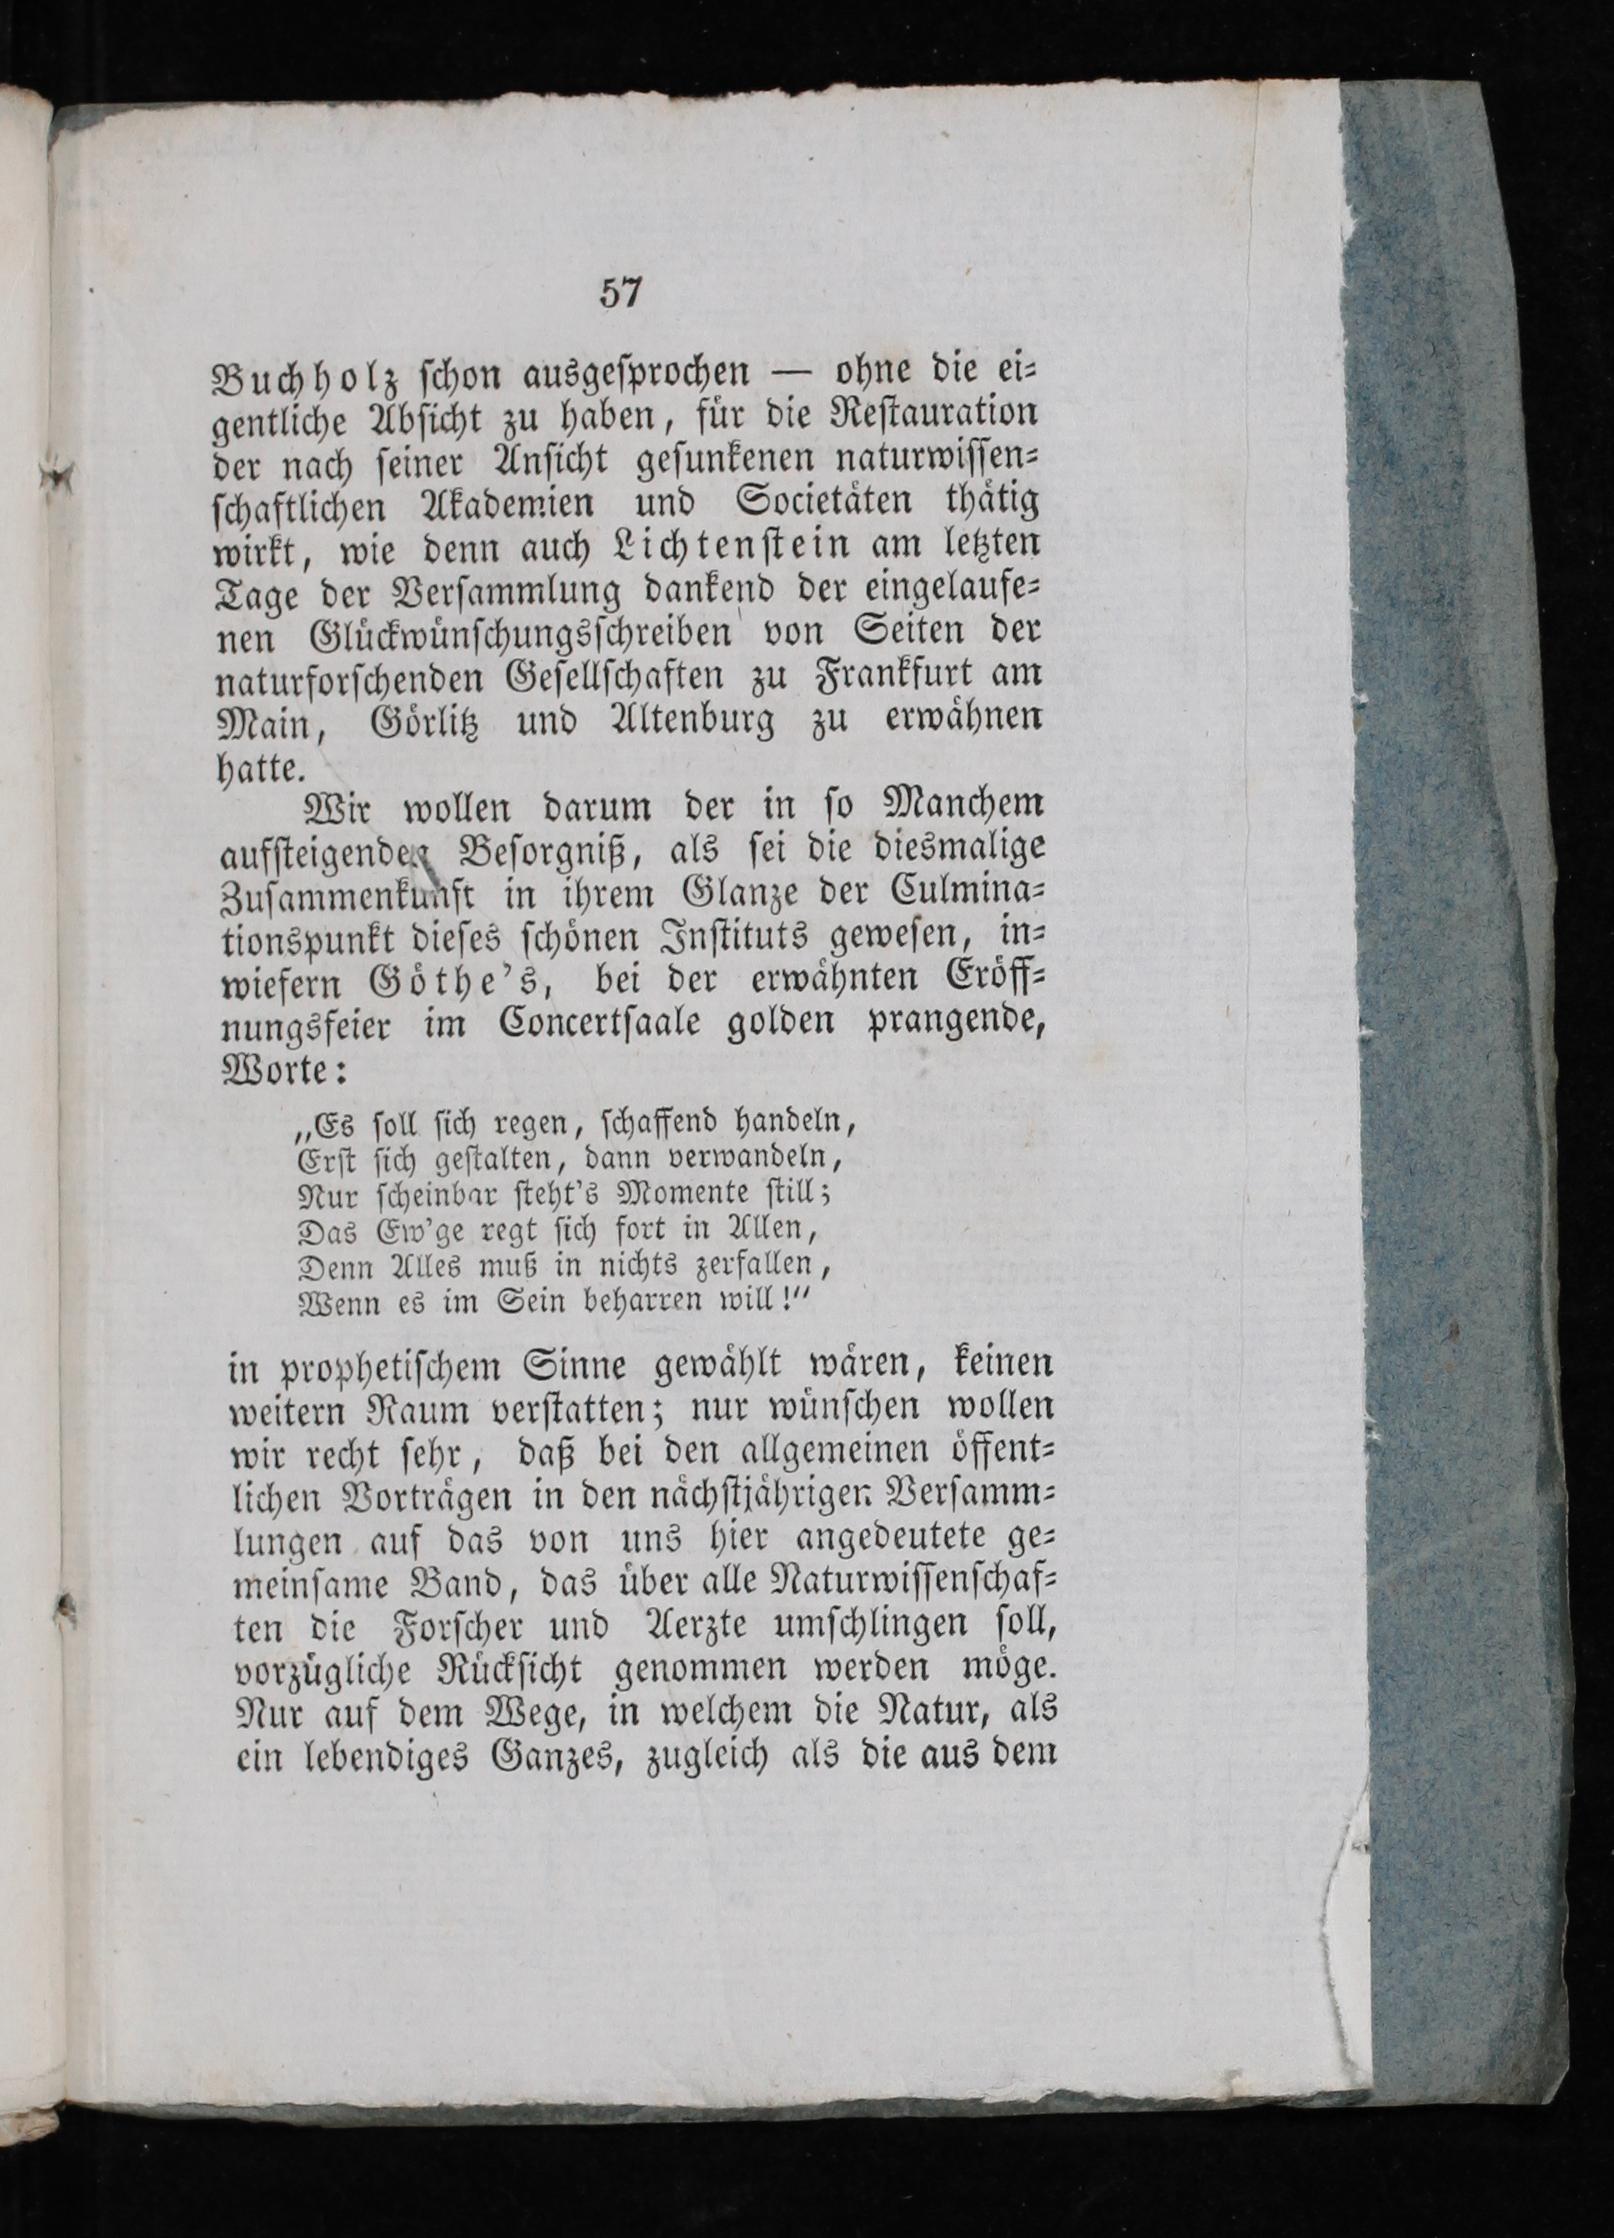 57
Buchholz ſchon ausgeſprochen — ohne die ei⸗
gentliche Abſicht zu haben, für die Reſtauration
der nach ſeiner Anſicht geſunkenen naturwiſſen⸗
ſchaftlichen Akademien und Societäten thätig
wirkt, wie denn auch Lichtenſtein am letzten
Tage der Verſammlung dankend der eingelaufe⸗
nen Glückwünſchungsſchreiben von Seiten der
naturforſchenden Geſellſchaften zu Frankfurt am
Main, Görlitz und Altenburg zu erwähnen
hatte.
Wir wollen darum der in ſo Manchem
aufſteigenden Beſorgniß, als ſei die diesmalige
Zuſammenkunft in ihrem Glanze der Culmina⸗
tionspunkt dieſes ſchönen Inſtituts geweſen, in⸗
wiefern Göthe's, bei der erwähnten Eröff⸗
nungsfeier im Concertſaale golden prangende,
Worte:
„Es ſoll ſich regen, ſchaffend handeln,
Erſt ſich geſtalten, dann verwandeln,
Nur ſcheinbar ſteht's Momente ſtill;
Das Ew'ge regt ſich fort in Allen,
Denn Alles muß in nichts zerfallen,
Wenn es im Sein beharren will!“
in prophetiſchem Sinne gewählt wären, keinen
weitern Raum verſtatten; nur wünſchen wollen
wir recht ſehr, daß bei den allgemeinen öffent⸗
lichen Vorträgen in den nächſtjährigen Verſamm⸗
lungen auf das von uns hier angedeutete ge⸗
meinſame Band, das über alle Naturwiſſenſchaf⸗
ten die Forſcher und Aerzte umſchlingen ſoll,
vorzügliche Rückſicht genommen werden möge.
Nur auf dem Wege, in welchem die Natur, als
ein lebendiges Ganzes, zugleich als die aus dem